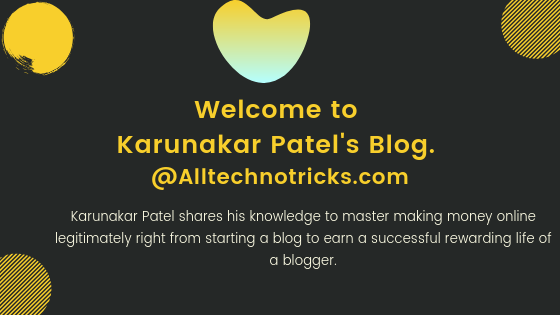 Welcome to
Karunakar Patel's Blog.
@Alltechnotricks.com
Karunakar Patel shares his knowledge to master making money online
legitimately right from starting a blog to earn a successful rewarding life of
a blogger.